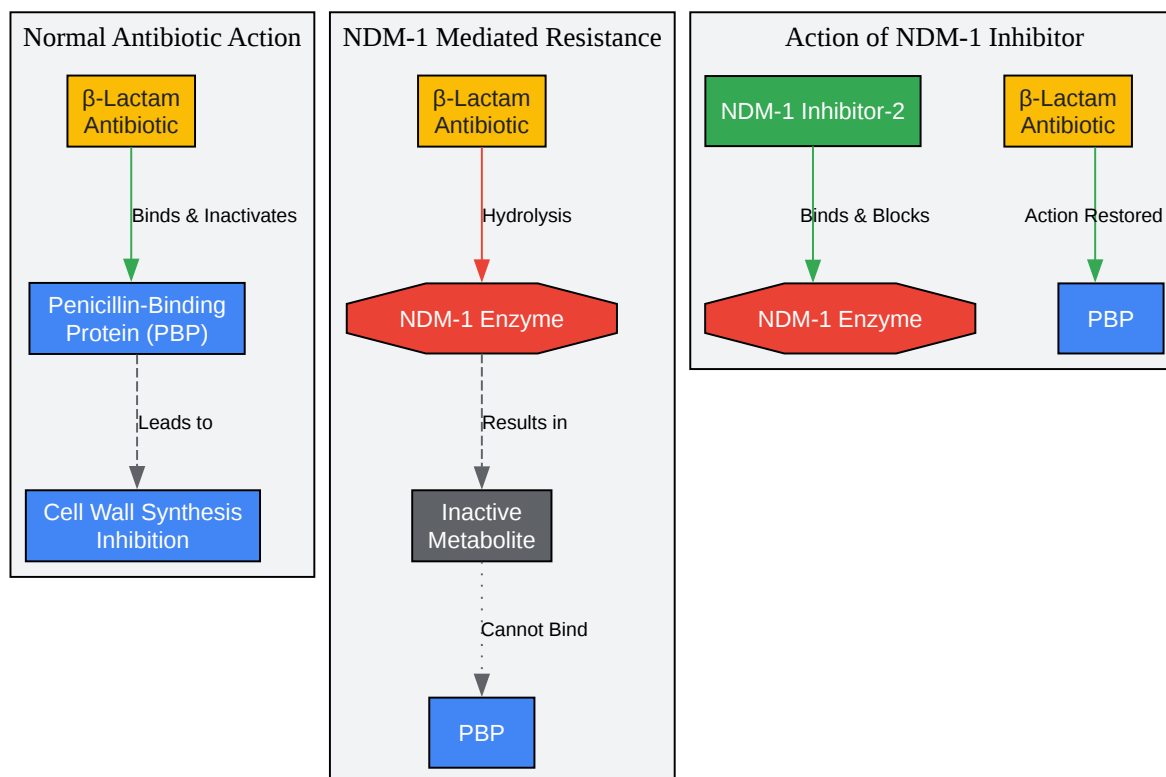 Normal Antibiotic Action
β-Lactam
Antibiotic
Binds & Inactivates
Penicillin-Binding
Protein (PBP)
Leads to
Cell Wall Synthesis
Inhibition
NDM-1 Mediated Resistance
β-Lactam
Antibiotic
Hydrolysis
NDM-1 Enzyme
Results in
Inactive
Metabolite
Cannot Bind
PBP
Action of NDM-1 Inhibitor
NDM-1 Inhibitor-2
Binds & Blocks
NDM-1 Enzyme
β-Lactam
Antibiotic
Action Restored
PBP